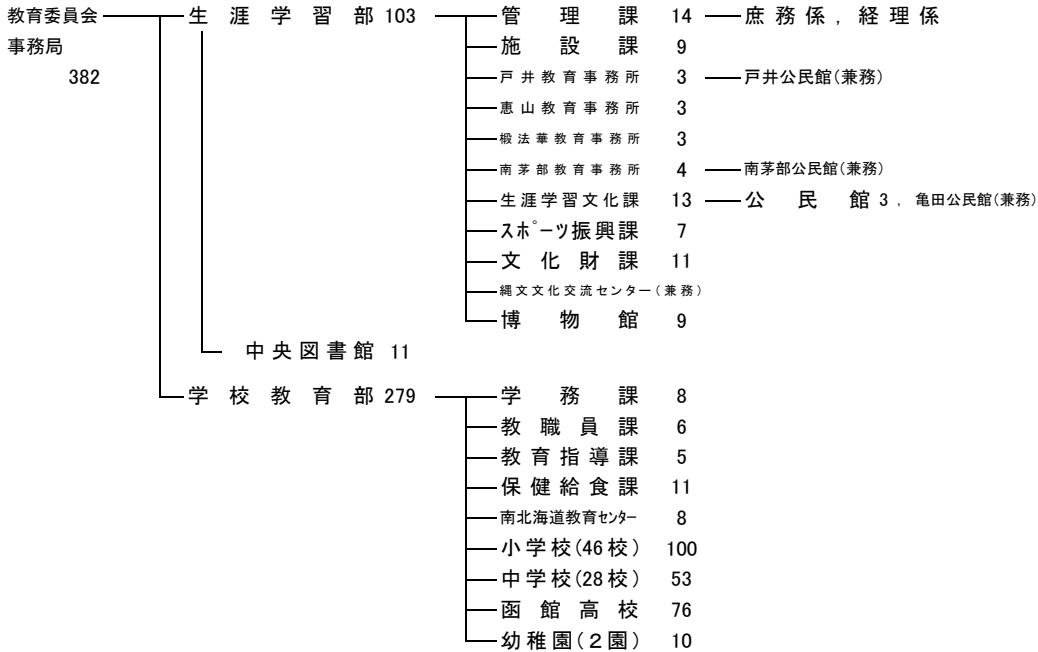 教育委員会 生涯学習部 103 管理課 14 庶務係，経理係
事務局 施設課 9
382 戸井教育事務所 3 戸井公民館(兼務)
恵山教育事務所 3
椴法華教育事務所 3
南茅部教育事務所 4 南茅部公民館(兼務)
生涯学習文化課 13 公民館 3 ，亀田公民館(兼務)
スポーツ振興課 7
文化財課 11
縄文文化交流センター(兼務)
博物館 9
中央図書館 11
学校教育部 279 学務課 8
教職員課 6
教育指導課 5
保健給食課 11
南北海道教育センター 8
小学校(46校) 100
中学校(28校) 53
函館高校 76
幼稚園(２園) 10